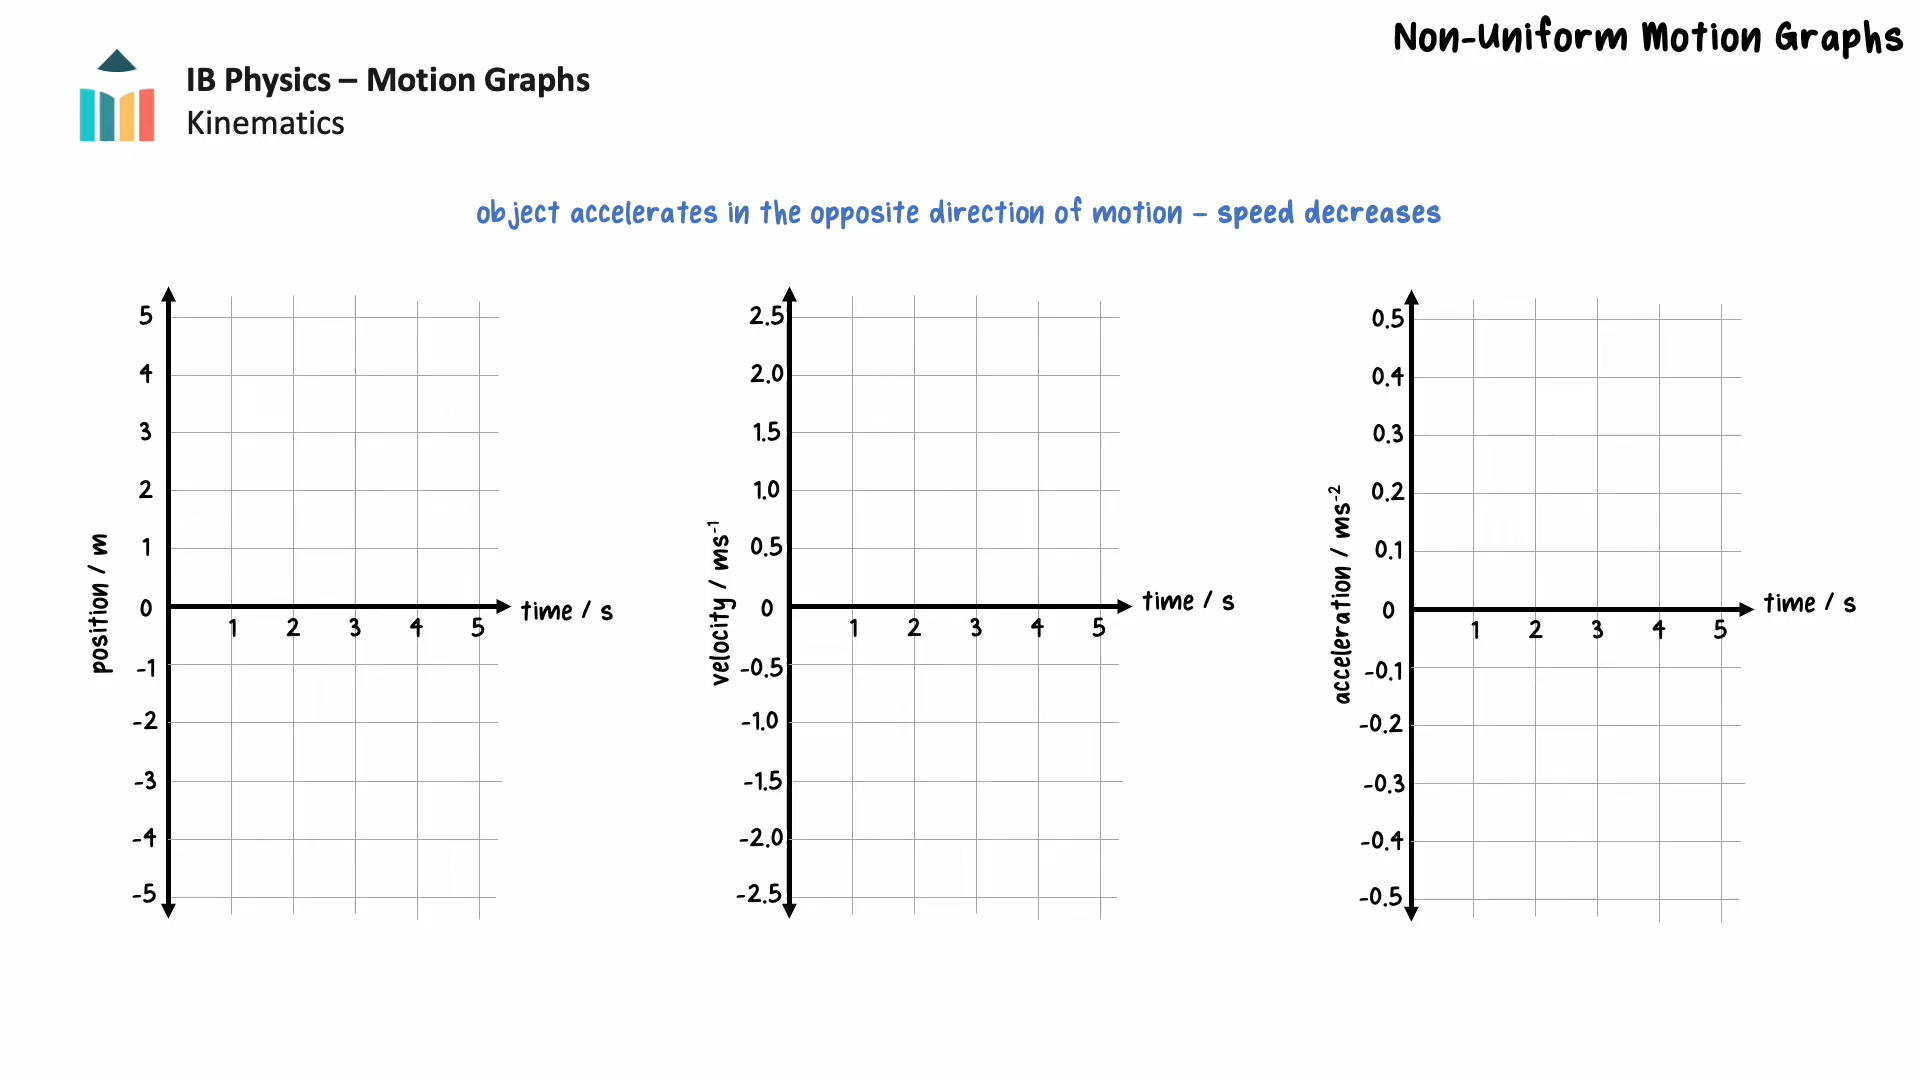 Non-Uniform Motion Graphs
IB Physics – Motion Graphs
Kinematics
object accelerates in the opposite direction of motion – speed decreases
5
4
3
2
1
0
-1
-2
-3
-4
-5
position / m
1 2 3 4 5
time / s
2.5
2.0
1.5
1.0
0.5
0
-0.5
-1.0
-1.5
-2.0
-2.5
velocity / ms⁻¹
1 2 3 4 5
time / s
0.5
0.4
0.3
0.2
0.1
0
-0.1
-0.2
-0.3
-0.4
-0.5
acceleration / ms⁻²
1 2 3 4 5
time / s